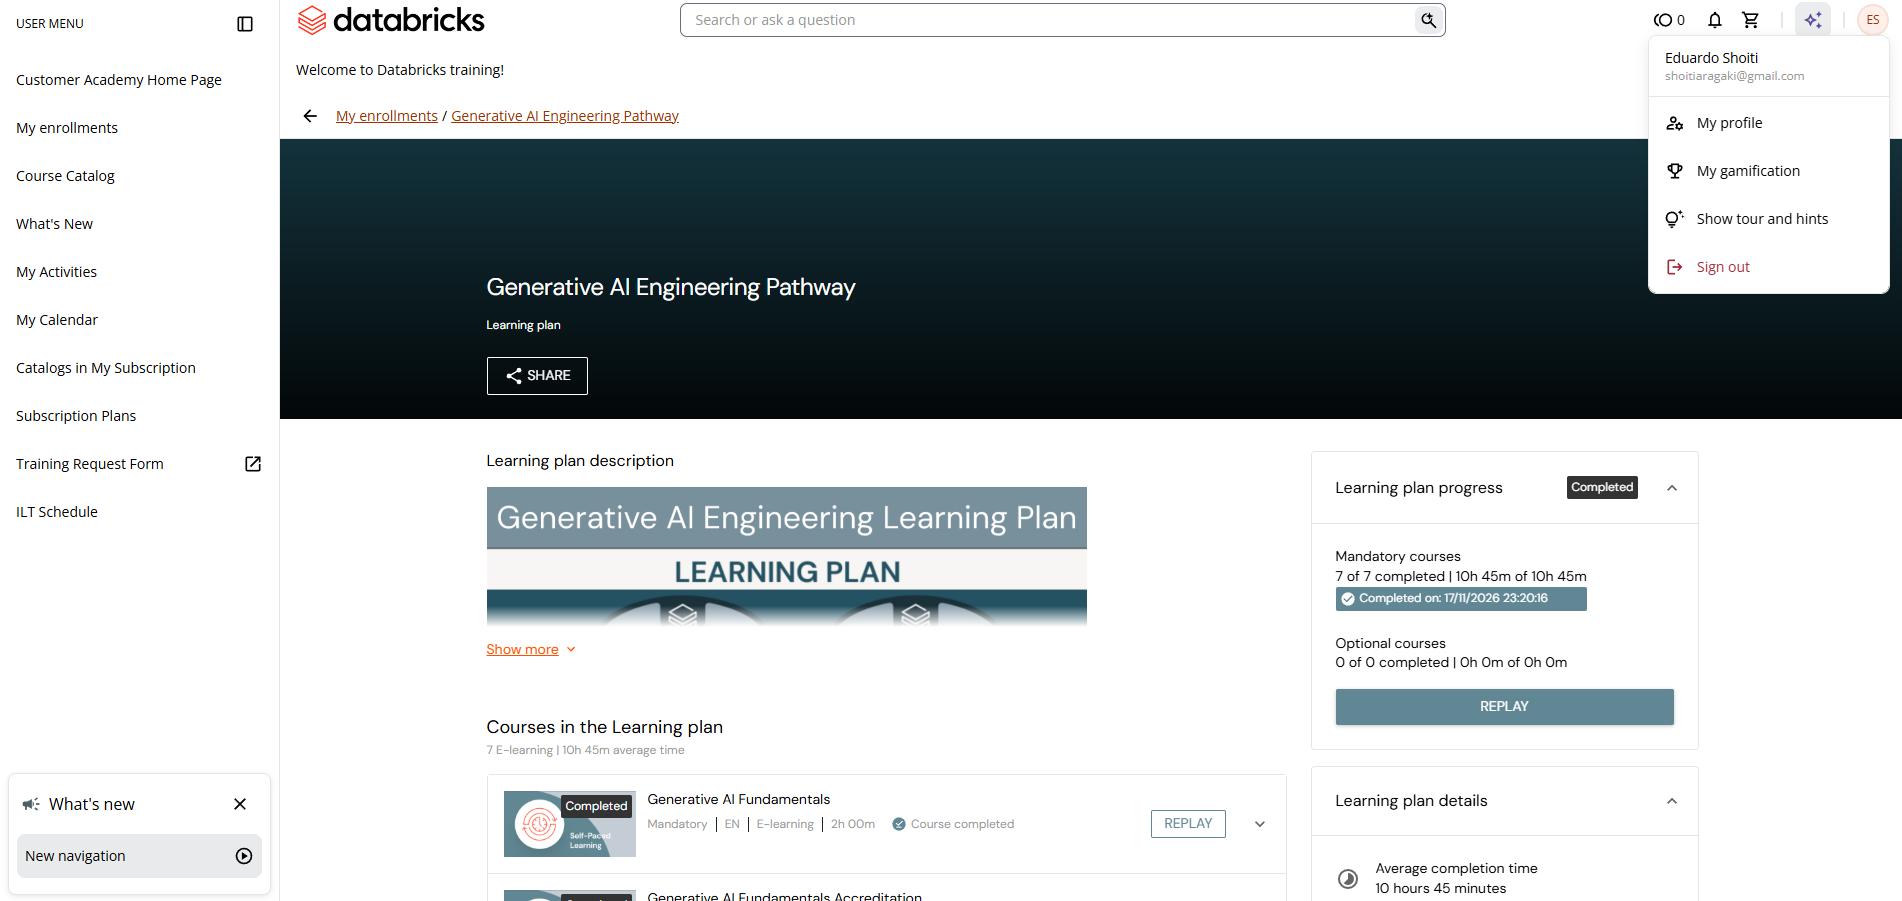 USER MENU
Customer Academy Home Page
My enrollments
Course Catalog
What's New
My Activities
My Calendar
Catalogs in My Subscription
Subscription Plans
Training Request Form
ILT Schedule
What's new
New navigation
databricks
Search or ask a question
0
ES
Welcome to Databricks training!
My enrollments / Generative AI Engineering Pathway
Eduardo Shoiti
shoitiaragaki@gmail.com
My profile
My gamification
Show tour and hints
Sign out
Generative AI Engineering Pathway
Learning plan
SHARE
Learning plan description
Generative AI Engineering Learning Plan
LEARNING PLAN
Show more
Courses in the Learning plan
7 E-learning | 10h 45m average time
Completed
Self-Paced
Learning
Generative AI Fundamentals
Mandatory | EN | E-learning | 2h 00m Course completed
REPLAY
Generative AI Fundamentals Accreditation
Learning plan progress Completed
Mandatory courses
7 of 7 completed | 10h 45m of 10h 45m
Completed on: 17/11/2026 23:20:16
Optional courses
0 of 0 completed | 0h 0m of 0h 0m
REPLAY
Learning plan details
Average completion time
10 hours 45 minutes